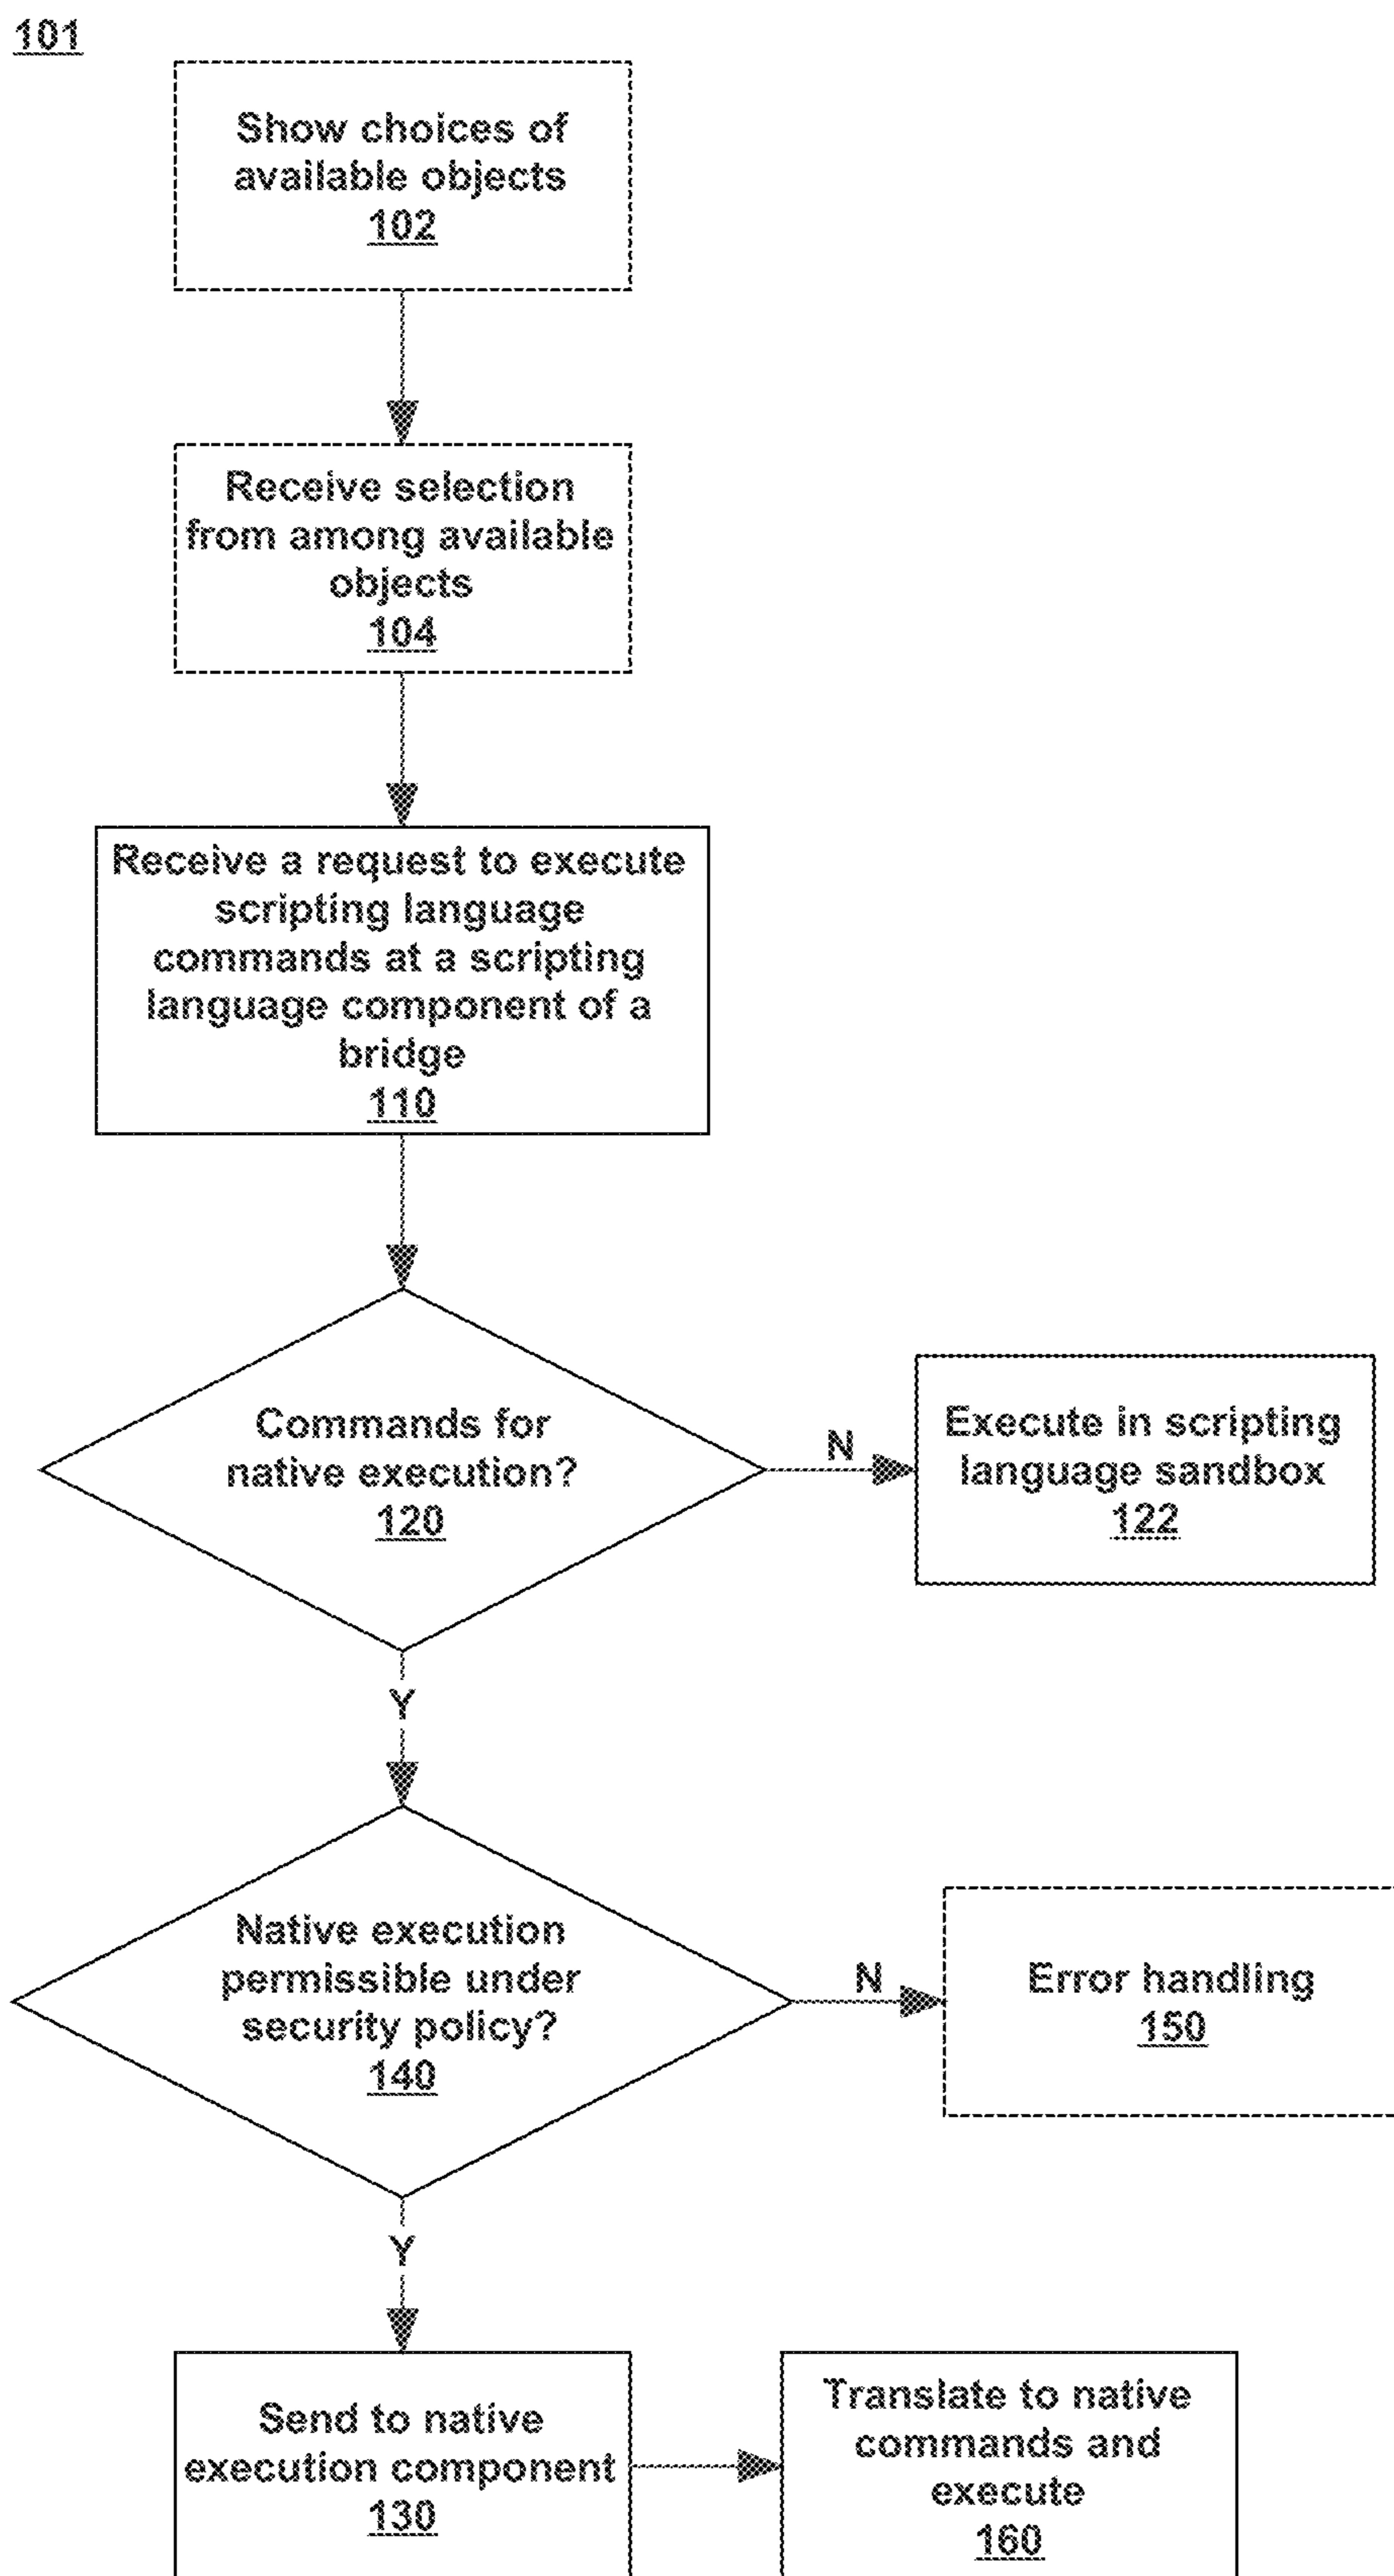 101
Show choices of
available objects
102
Receive selection
from among available
objects
104
Receive a request to execute
scripting language
commands at a scripting
language component of a
bridge
110
Commands for
native execution?
120
N
Execute in scripting
language sandbox
122
Y
Native execution
permissible under
security policy?
140
N
Error handling
150
Y
Send to native
execution component
130
Translate to native
commands and
execute
160